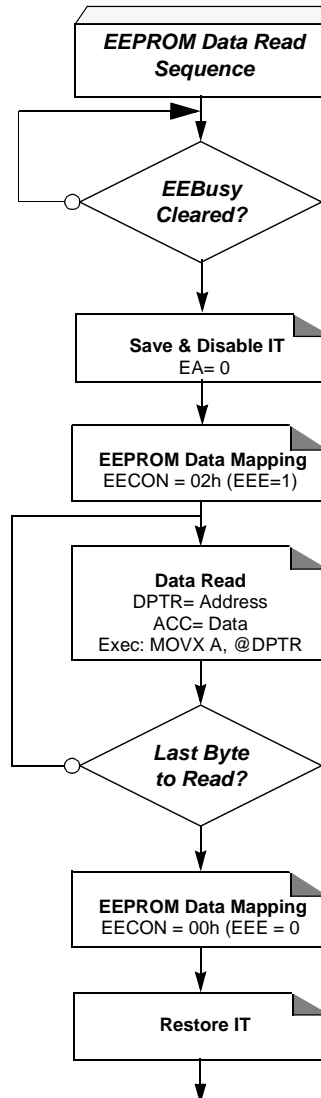 EEPROM Data Read
Sequence
EEBusy
Cleared?
Save & Disable IT
EA= 0
EEPROM Data Mapping
EECON = 02h (EEE=1)
Data Read
DPTR= Address
ACC= Data
Exec: MOVX A, @DPTR
Last Byte
to Read?
EEPROM Data Mapping
EECON = 00h (EEE = 0
Restore IT